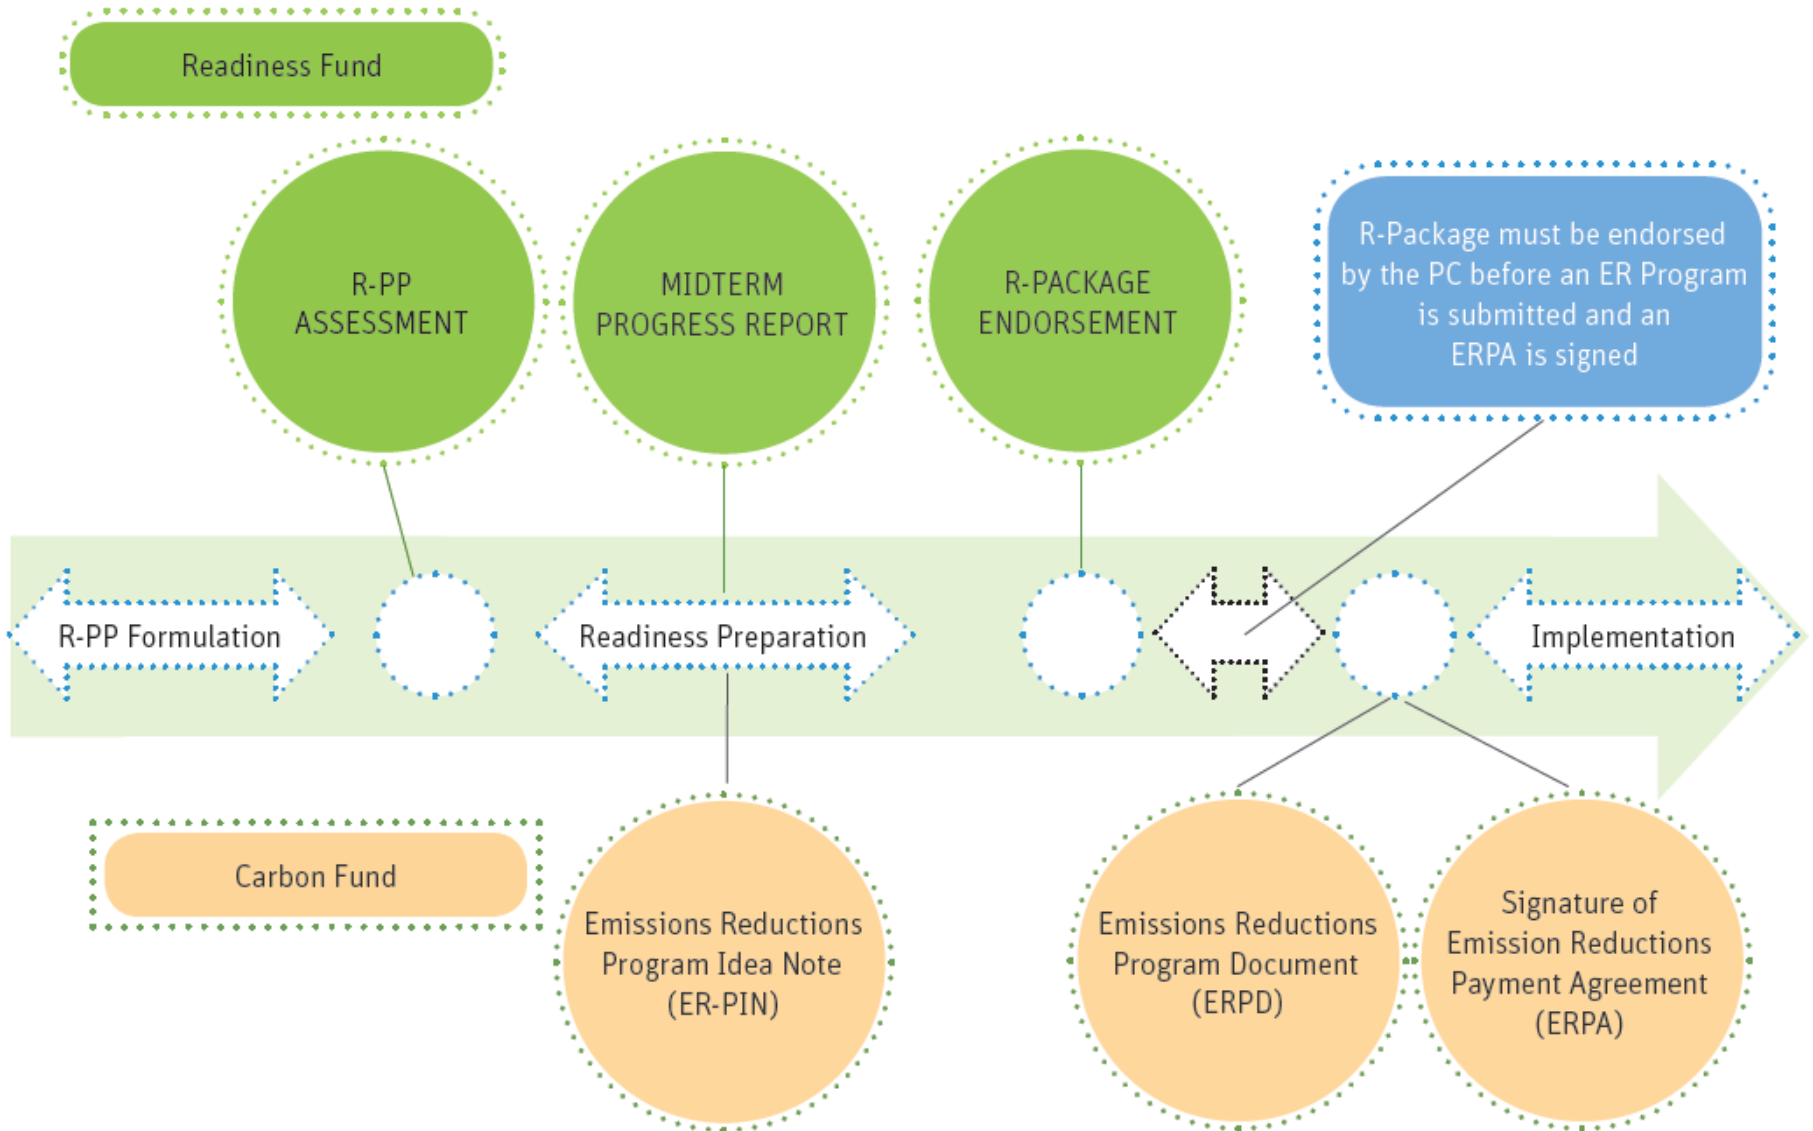 Readiness Fund
R-PP
ASSESSMENT
MIDTERM
PROGRESS REPORT
R-PACKAGE
ENDORSEMENT
R-Package must be endorsed
by the PC before an ER Program
is submitted and an
ERPA is signed
R-PP Formulation
Readiness Preparation
Implementation
Carbon Fund
Emissions Reductions
Program Idea Note
(ER-PIN)
Emissions Reductions
Program Document
(ERPD)
Signature of
Emission Reductions
Payment Agreement
(ERPA)